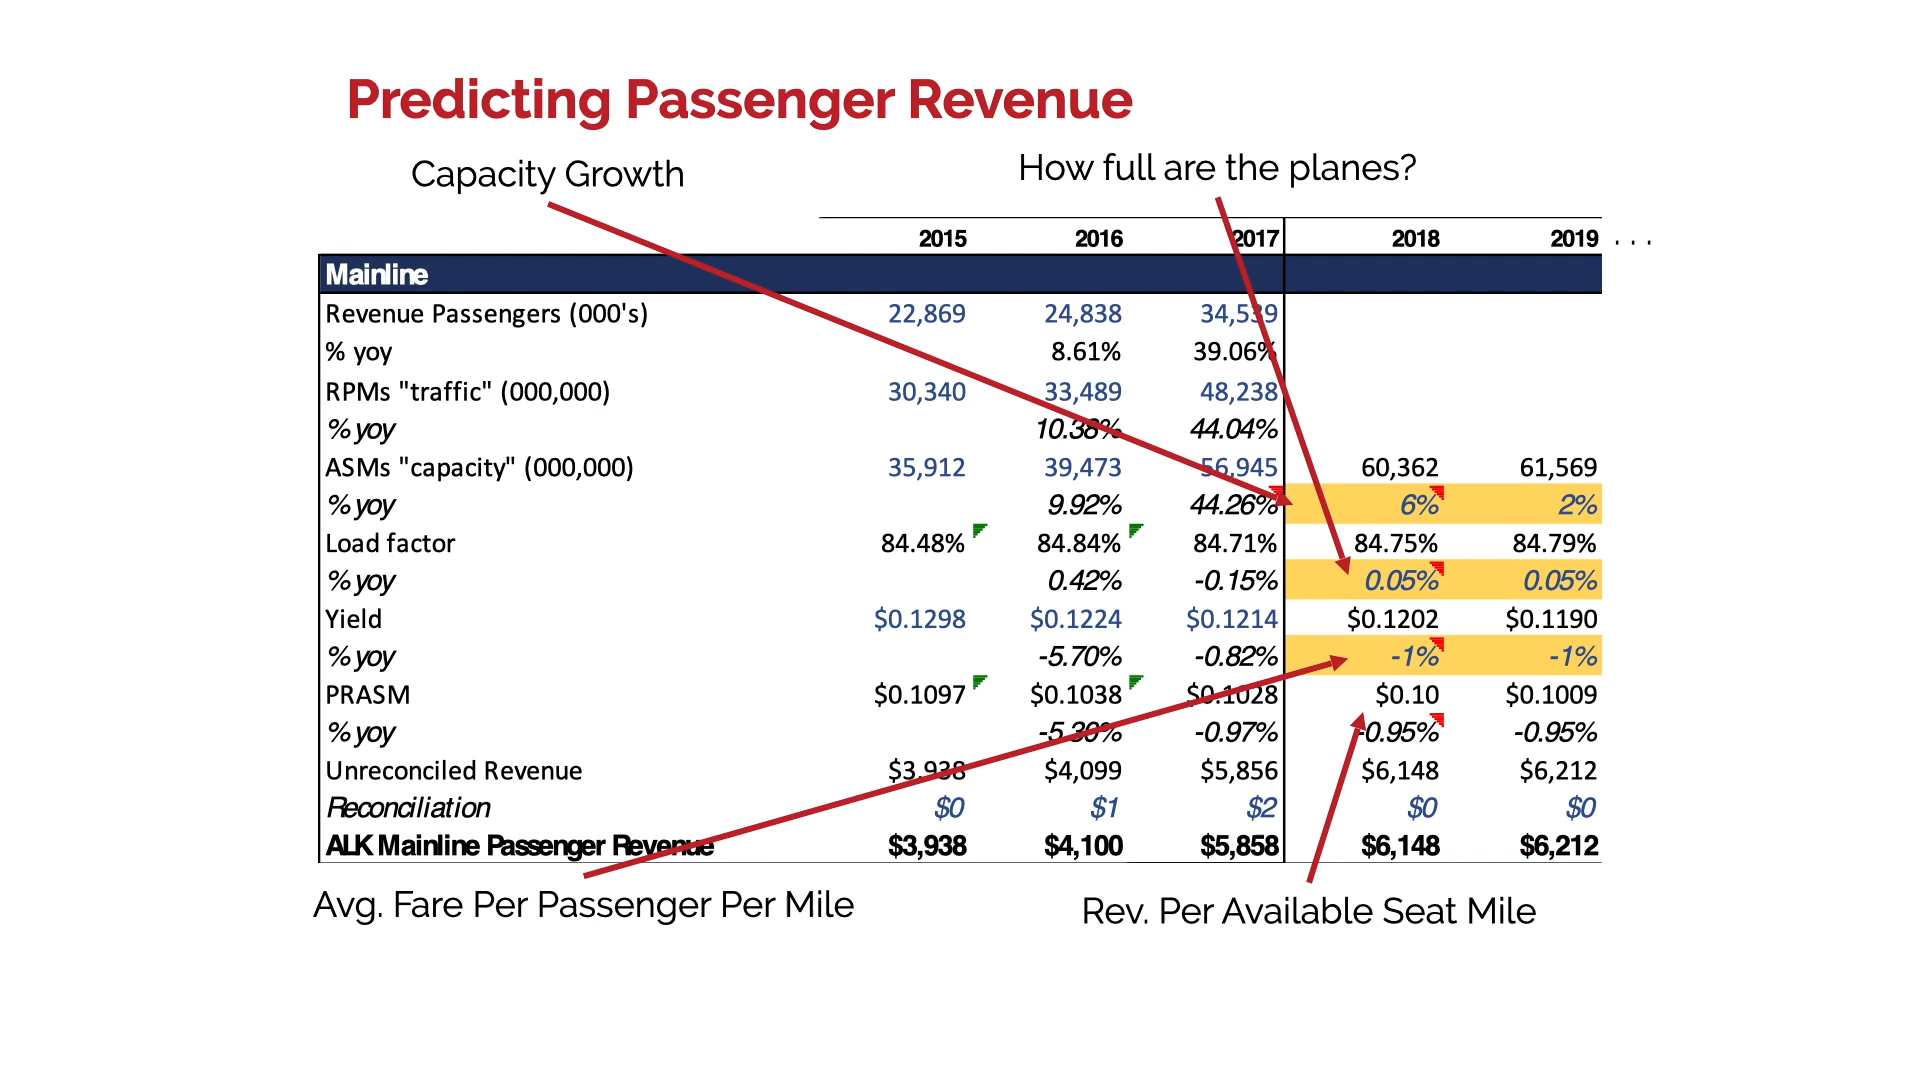 Predicting Passenger Revenue
Capacity Growth
How full are the planes?
2015 2016 2017 2018 2019 . . .
Mainline
Revenue Passengers (000's) 22,869 24,838 34,539
% yoy 8.61% 39.06%
RPMs "traffic" (000,000) 30,340 33,489 48,238
% yoy 10.38% 44.04%
ASMs "capacity" (000,000) 35,912 39,473 56,945 60,362 61,569
% yoy 9.92% 44.26% 6% 2%
Load factor 84.48% 84.84% 84.71% 84.75% 84.79%
% yoy 0.42% -0.15% 0.05% 0.05%
Yield $0.1298 $0.1224 $0.1214 $0.1202 $0.1190
% yoy -5.70% -0.82% -1% -1%
PRASM $0.1097 $0.1038 $0.1028 $0.10 $0.1009
% yoy -5.30% -0.97% -0.95% -0.95%
Unreconciled Revenue $3,938 $4,099 $5,856 $6,148 $6,212
Reconciliation $0 $1 $2 $0 $0
ALK Mainline Passenger Revenue $3,938 $4,100 $5,858 $6,148 $6,212
Avg. Fare Per Passenger Per Mile
Rev. Per Available Seat Mile